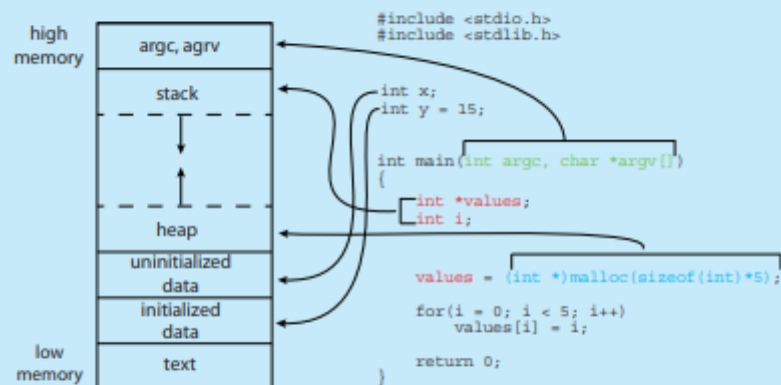 high
memory
argc, agrv
stack
heap
uninitialized
data
initialized
data
low
memory
text
#include <stdio.h>
#include <stdlib.h>
int x;
int y = 15;
int main(int argc, char *argv[])
{
int *values;
int i;
values = (int *)malloc(sizeof(int)*5);
for(i = 0; i < 5; i++)
values[i] = i;
return 0;
}